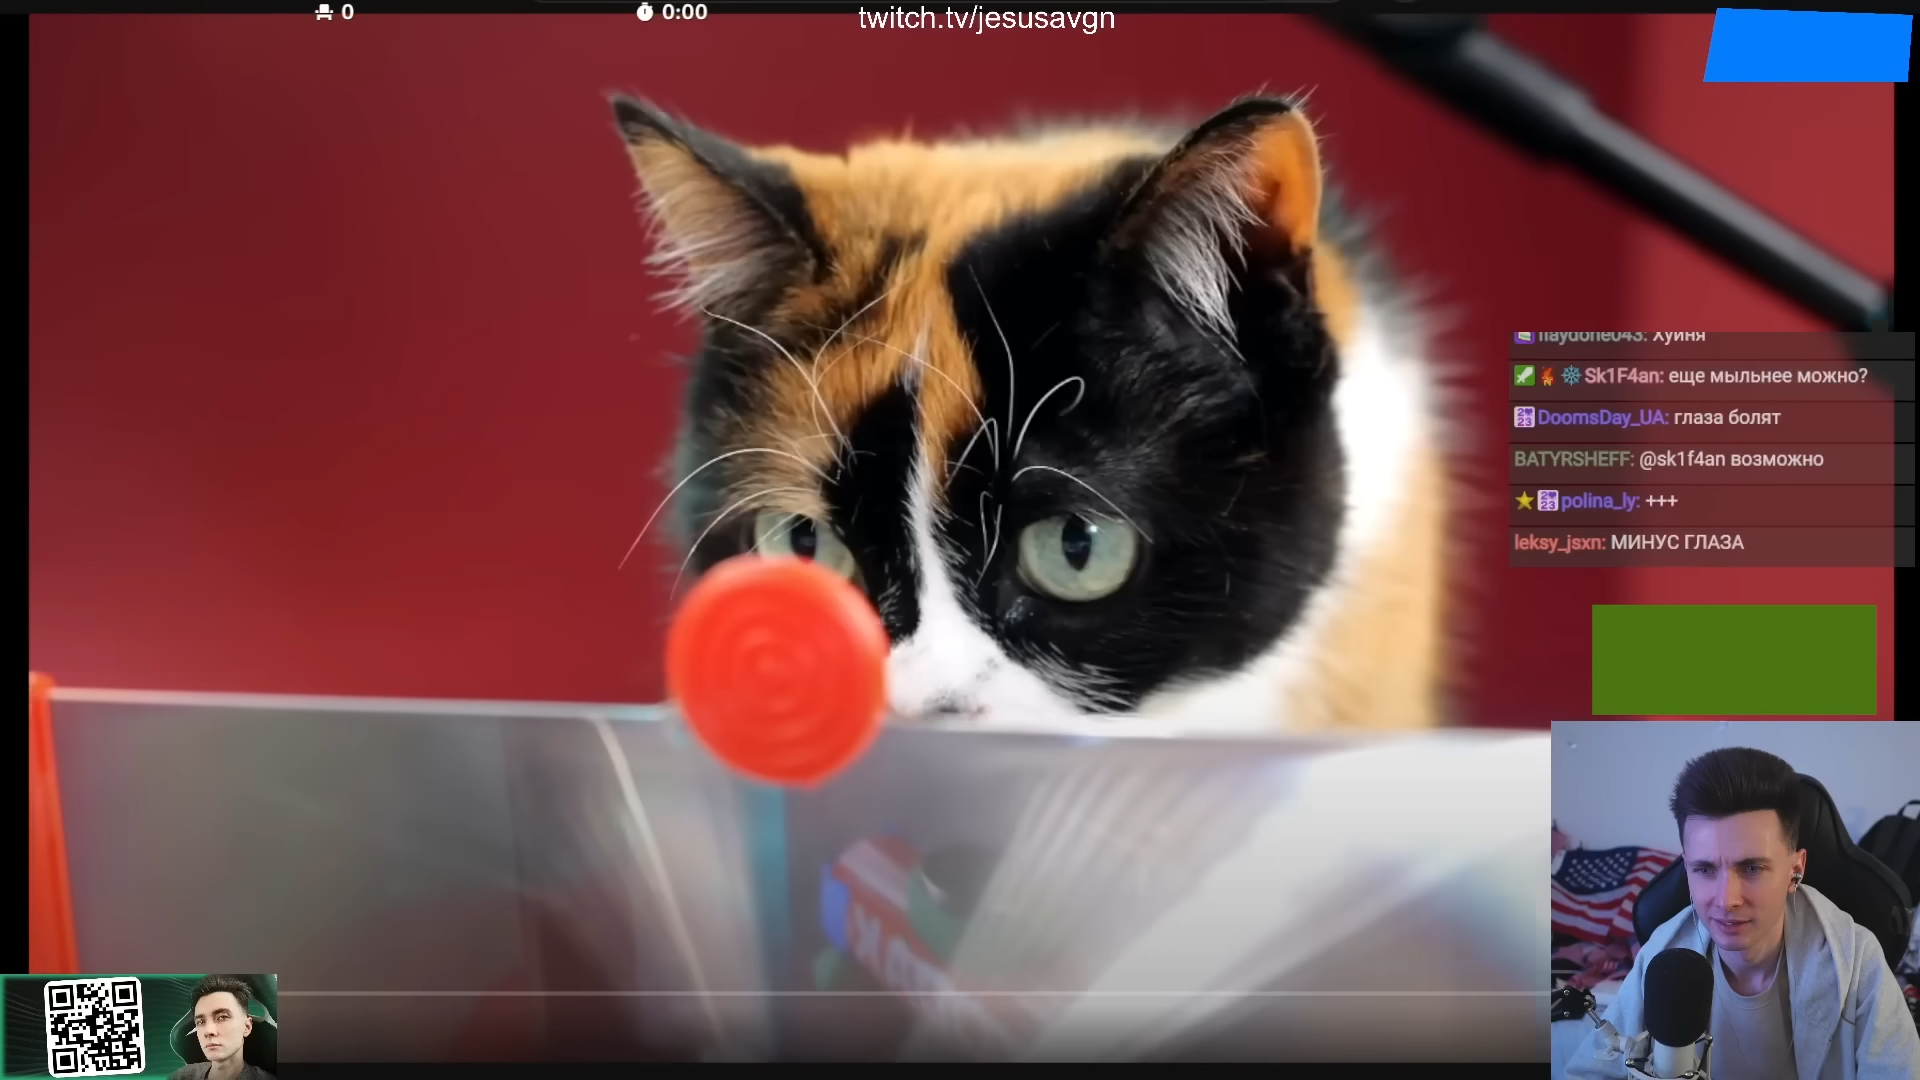 0
0:00
twitch.tv/jesusavgn
Хуйня
Sk1F4an: еще мыльнее можно?
DoomsDay_UA: глаза болят
BATYRSHEFF: @sk1f4an возможно
polina_ly: +++
leksy_jsxn: МИНУС ГЛАЗА